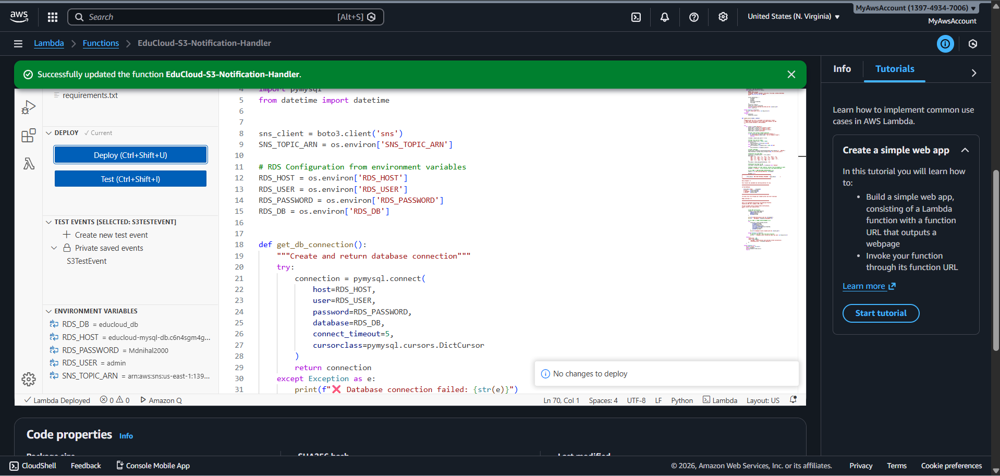 aws
Search
[Alt+S]
United States (N. Virginia)
MyAwsAccount (1397-4934-7006)
MyAwsAccount
Lambda
Functions
EduCloud-S3-Notification-Handler
Successfully updated the function EduCloud-S3-Notification-Handler.
Info
Tutorials
requirements.txt
DEPLOY
Current
Deploy (Ctrl+Shift+U)
Test (Ctrl+Shift+I)
TEST EVENTS [SELECTED: S3TESTEVENT]
Create new test event
Private saved events
S3TestEvent
ENVIRONMENT VARIABLES
RDS_DB = educloud_db
RDS_HOST = educloud-mysql-db.c6n4sgm4g...
RDS_PASSWORD = Mdnihal2000
RDS_USER = admin
SNS_TOPIC_ARN = arn:aws:sns:us-east-1:139...
4 import pymysql
5 from datetime import datetime
6
7
8 sns_client = boto3.client('sns')
9 SNS_TOPIC_ARN = os.environ['SNS_TOPIC_ARN']
10
11 # RDS Configuration from environment variables
12 RDS_HOST = os.environ['RDS_HOST']
13 RDS_USER = os.environ['RDS_USER']
14 RDS_PASSWORD = os.environ['RDS_PASSWORD']
15 RDS_DB = os.environ['RDS_DB']
16
17
18 def get_db_connection():
19 """Create and return database connection"""
20 try:
21 connection = pymysql.connect(
22 host=RDS_HOST,
23 user=RDS_USER,
24 password=RDS_PASSWORD,
25 database=RDS_DB,
26 connect_timeout=5,
27 cursorclass=pymysql.cursors.DictCursor
28 )
29 return connection
30 except Exception as e:
31 print(f"❌ Database connection failed: {str(e)}")
No changes to deploy
Lambda Deployed
0
0
Amazon Q
Ln 70, Col 1
Spaces: 4
UTF-8
LF
Python
Lambda
Layout: US
Learn how to implement common use
cases in AWS Lambda.
Create a simple web app
In this tutorial you will learn how
to:
• Build a simple web app,
consisting of a Lambda
function with a function
URL that outputs a
webpage
• Invoke your function
through its function URL
Learn more
Start tutorial
Code properties
Info
Package size
SHA256 hash
Last modified
CloudShell
Feedback
Console Mobile App
© 2026, Amazon Web Services, Inc. or its affiliates.
Privacy
Terms
Cookie preferences